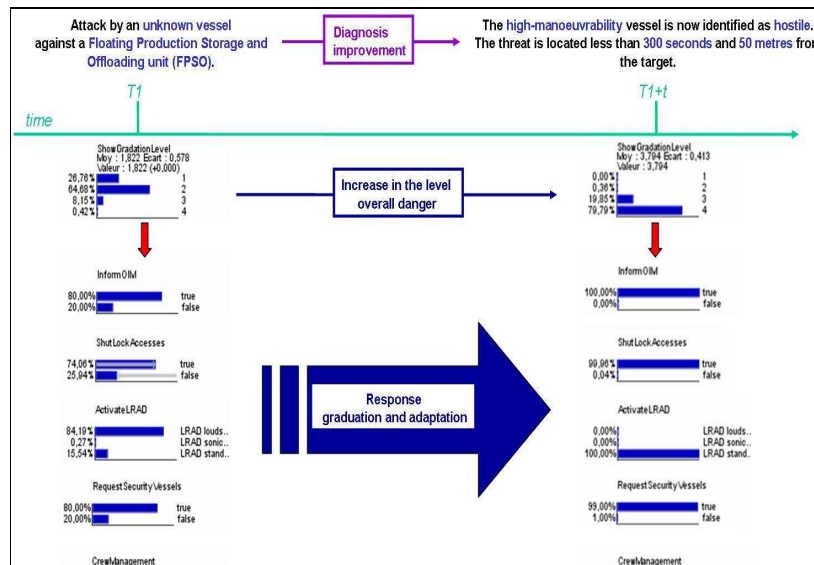 Attack by an unknown vessel
against a Floating Production Storage and
Offloading unit (FPSO).
Diagnosis
improvement
The high-manoeuvrability vessel is now identified as hostile.
The threat is located less than 300 seconds and 50 metres from
the target.
T1
T1+t
time
ShowGradationLevel
Moy : 1,822 Ecart : 0,578
Valeur : 1,822 (+0,000)
26,76% 1
64,68% 2
8,15% 3
0,42% 4
Increase in the level
overall danger
ShowGradationLevel
Moy : 3,794 Ecart : 0,413
Valeur : 3,794
0,00% 1
0,36% 2
19,85% 3
79,79% 4
InformOIM
80,00% true
20,00% false
InformOIM
100,00% true
0,00% false
ShutLockAccesses
74,06% true
25,94% false
ShutLockAccesses
99,96% true
0,04% false
Response
graduation and adaptation
ActivateLRAD
84,19% LRAD louds..
0,27% LRAD sonic..
15,54% LRAD stand..
ActivateLRAD
0,00% LRAD louds..
0,00% LRAD sonic..
100,00% LRAD stand..
RequestSecurityVessels
80,00% true
20,00% false
RequestSecurityVessels
99,00% true
1,00% false
CrewManagement
CrewManagement